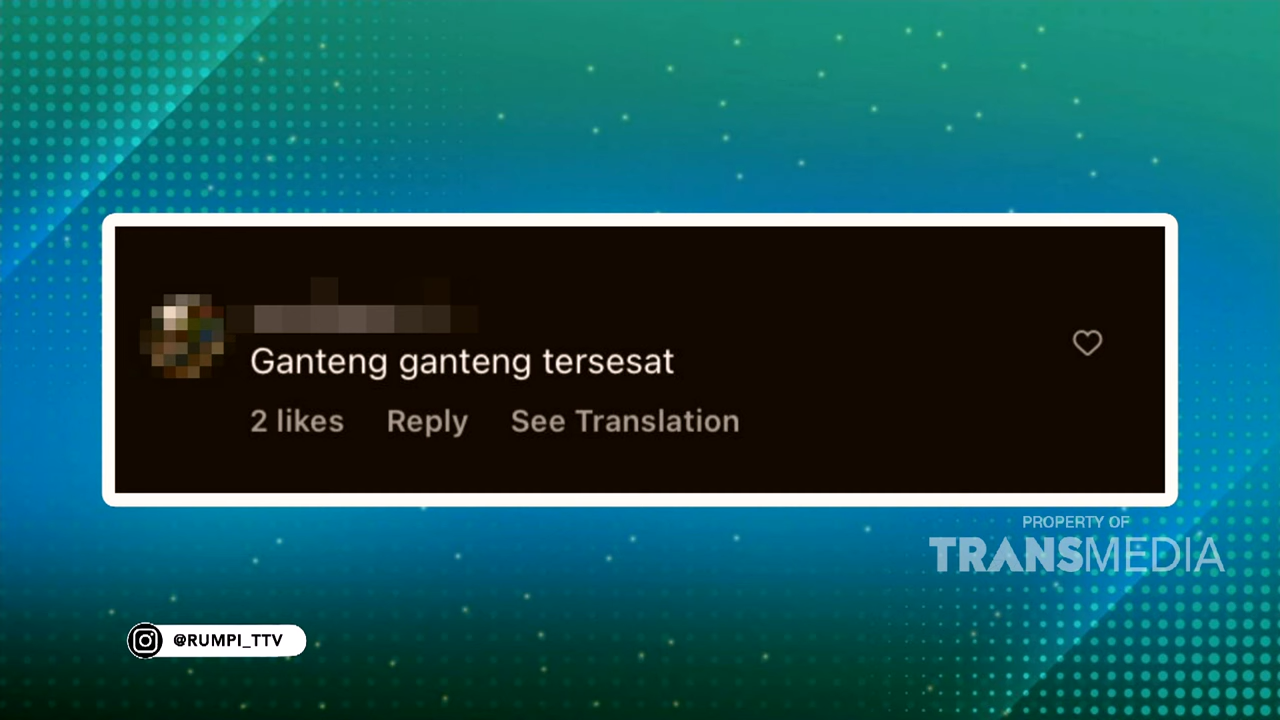 Ganteng ganteng tersesat
2 likes Reply See Translation
PROPERTY OF
TRANSMEDIA
@RUMPI_TTV